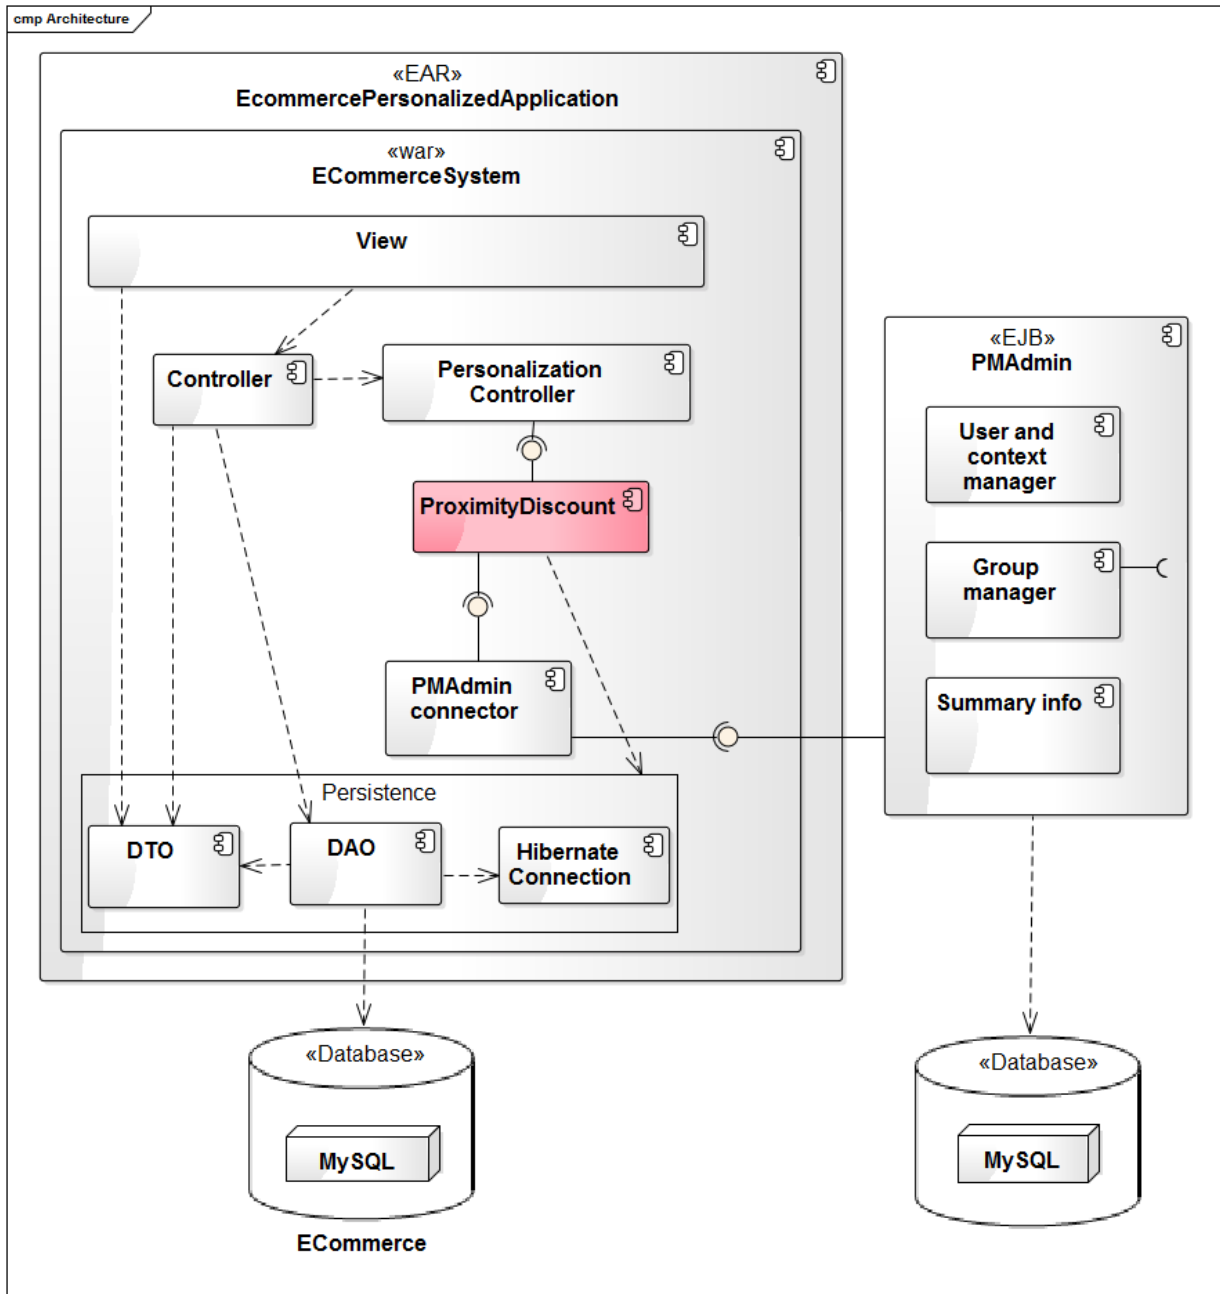 cmp Architecture
«EAR»
EcommercePersonalizedApplication
«war»
ECommerceSystem
View
Controller
Personalization
Controller
ProximityDiscount
PMAdmin
connector
Persistence
DTO
DAO
Hibernate
Connection
«EJB»
PMAdmin
User and
context
manager
Group
manager
Summary info
«Database»
MySQL
ECommerce
«Database»
MySQL